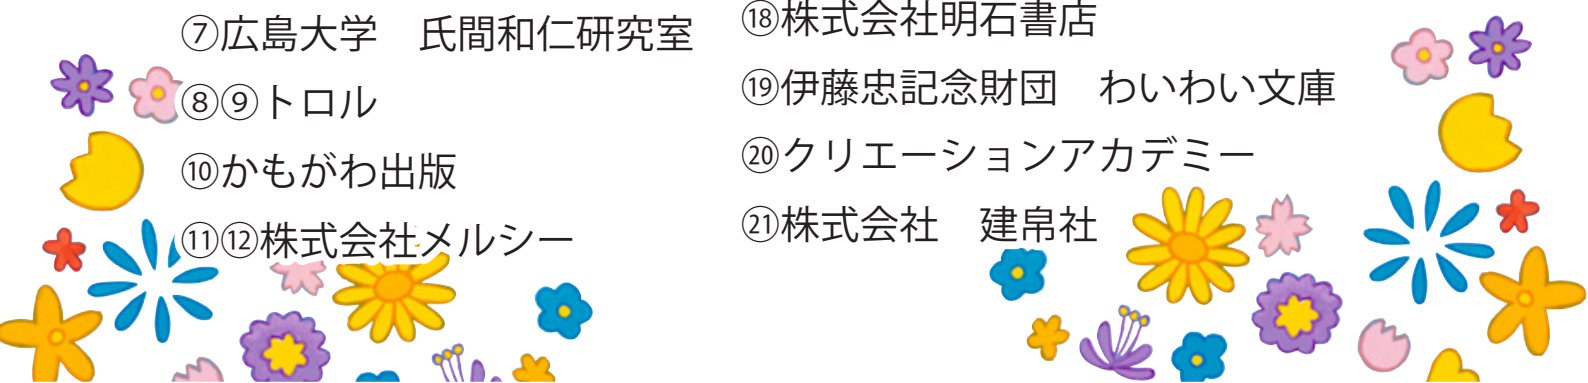 ⑦広島大学　氏間和仁研究室
⑧⑨トロル
⑩かもがわ出版
⑪⑫株式会社メルシー
⑱株式会社明石書店
⑲伊藤忠記念財団　わいわい文庫
⑳クリエーションアカデミー
㉑株式会社　建帛社